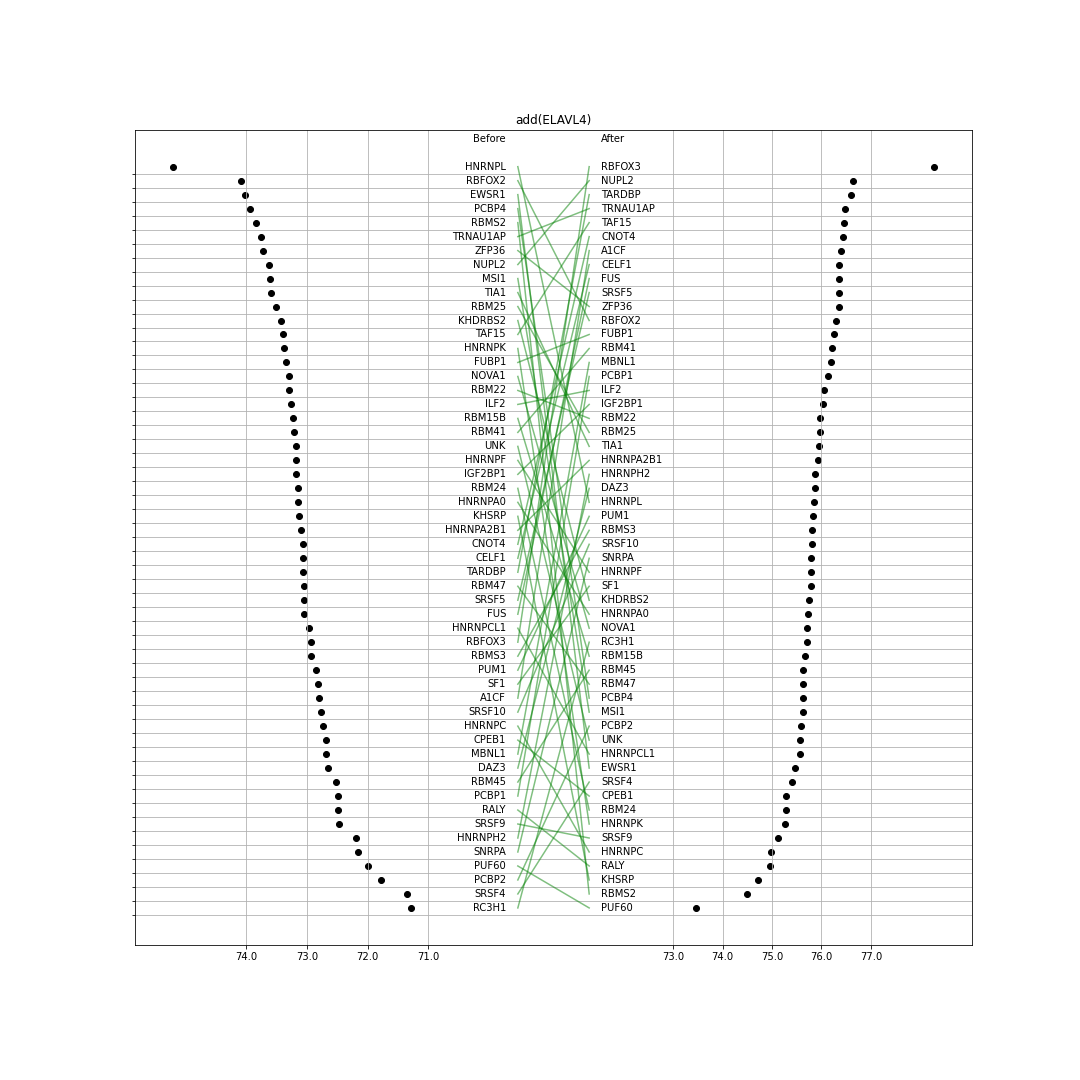 add(ELAVL4)
Before After
HNRNPL RBFOX3
RBFOX2 NUPL2
EWSR1 TARDBP
PCBP4 TRNAU1AP
RBMS2 TAF15
TRNAU1AP CNOT4
ZFP36 A1CF
NUPL2 CELF1
MSI1 FUS
TIA1 SRSF5
RBM25 ZFP36
KHDRBS2 RBFOX2
TAF15 FUBP1
HNRNPK RBM41
FUBP1 MBNL1
NOVA1 PCBP1
RBM22 ILF2
ILF2 IGF2BP1
RBM15B RBM22
RBM41 RBM25
UNK TIA1
HNRNPF HNRNPA2B1
IGF2BP1 HNRNPH2
RBM24 DAZ3
HNRNPA0 HNRNPL
KHSRP PUM1
HNRNPA2B1 RBMS3
CNOT4 SRSF10
CELF1 SNRPA
TARDBP HNRNPF
RBM47 SF1
SRSF5 KHDRBS2
FUS HNRNPA0
HNRNPCL1 NOVA1
RBFOX3 RC3H1
RBMS3 RBM15B
PUM1 RBM45
SF1 RBM47
A1CF PCBP4
SRSF10 MSI1
HNRNPC PCBP2
CPEB1 UNK
MBNL1 HNRNPCL1
DAZ3 EWSR1
RBM45 SRSF4
PCBP1 CPEB1
RALY RBM24
SRSF9 HNRNPK
HNRNPH2 SRSF9
SNRPA HNRNPC
PUF60 RALY
PCBP2 KHSRP
SRSF4 RBMS2
RC3H1 PUF60
74.0 73.0 72.0 71.0 73.0 74.0 75.0 76.0 77.0